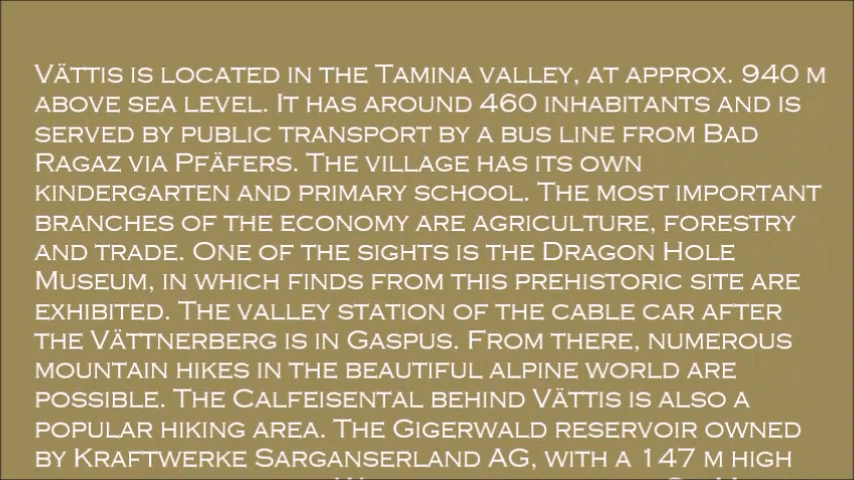 Vättis is located in the Tamina valley, at approx. 940 m
above sea level. It has around 460 inhabitants and is
served by public transport by a bus line from Bad
Ragaz via Pfäfers. The village has its own
kindergarten and primary school. The most important
branches of the economy are agriculture, forestry
and trade. One of the sights is the Dragon Hole
Museum, in which finds from this prehistoric site are
exhibited. The valley station of the cable car after
the Vättnerberg is in Gaspus. From there, numerous
mountain hikes in the beautiful alpine world are
possible. The Calfeisental behind Vättis is also a
popular hiking area. The Gigerwald reservoir owned
by Kraftwerke Sarganserland AG, with a 147 m high